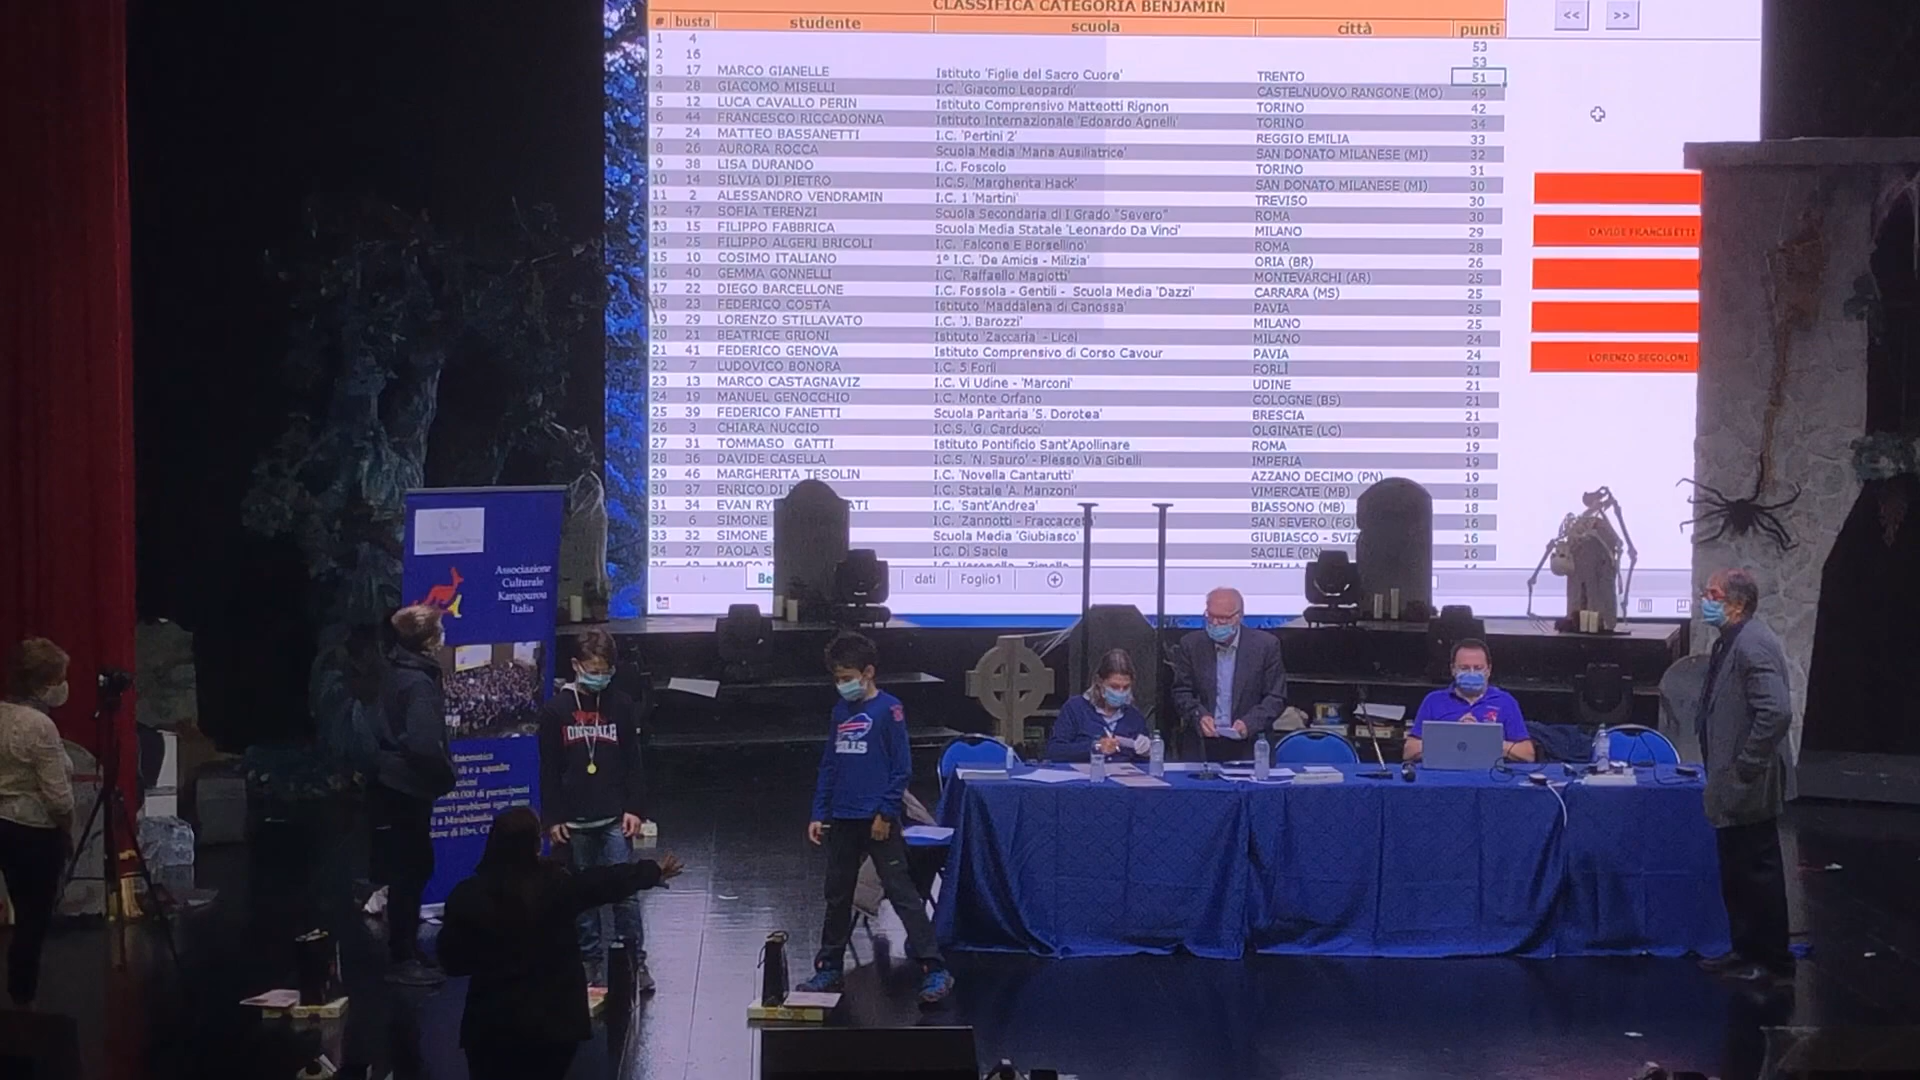 CLASSIFICA CATEGORIA BENJAMIN
# busta studente scuola città punti
<< >>
1 4 53
2 16 53
3 17 MARCO GIANELLE Istituto 'Figlie del Sacro Cuore' TRENTO 51
4 28 GIACOMO MISELLI I.C. 'Giacomo Leopardi' CASTELNUOVO RANGONE (MO) 49
5 12 LUCA CAVALLO PERIN Istituto Comprensivo Matteotti Rignon TORINO 42
6 44 FRANCESCO RICCADONNA Istituto Internazionale 'Edoardo Agnelli' TORINO 34
7 24 MATTEO BASSANETTI I.C. 'Pertini 2' REGGIO EMILIA 33
8 26 AURORA ROCCA Scuola Media 'Maria Ausiliatrice' SAN DONATO MILANESE (MI) 32
9 38 LISA DURANDO I.C. Foscolo TORINO 31
10 14 SILVIA DI PIETRO I.C.S. 'Margherita Hack' SAN DONATO MILANESE (MI) 30
11 2 ALESSANDRO VENDRAMIN I.C. 1 'Martini' TREVISO 30
12 47 SOFIA TERENZI Scuola Secondaria di I Grado "Severo" ROMA 30
13 15 FILIPPO FABBRICA Scuola Media Statale 'Leonardo Da Vinci' MILANO 29
14 25 FILIPPO ALGERI BRICOLI I.C. 'Falcone E Borsellino' ROMA 28
15 10 COSIMO ITALIANO 1º I.C. 'De Amicis - Milizia' ORIA (BR) 26
16 40 GEMMA GONNELLI I.C. 'Raffaello Magiotti' MONTEVARCHI (AR) 25
17 22 DIEGO BARCELLONE I.C. Fossola - Gentili - Scuola Media 'Dazzi' CARRARA (MS) 25
18 23 FEDERICO COSTA Istituto 'Maddalena di Canossa' PAVIA 25
19 29 LORENZO STILLAVATO I.C. 'J. Barozzi' MILANO 25
20 21 BEATRICE GRIONI Istituto 'Zaccaria' - Licei MILANO 24
21 41 FEDERICO GENOVA Istituto Comprensivo di Corso Cavour PAVIA 24
22 7 LUDOVICO BONORA I.C. 5 Forlì FORLÌ 21
23 13 MARCO CASTAGNAVIZ I.C. Vi Udine - 'Marconi' UDINE 21
24 19 MANUEL GENOCCHIO I.C. Monte Orfano COLOGNE (BS) 21
25 39 FEDERICO FANETTI Scuola Paritaria 'S. Dorotea' BRESCIA 21
26 3 CHIARA NUCCIO I.C.S. 'G. Carducci' OLGINATE (LC) 19
27 31 TOMMASO GATTI Istituto Pontificio Sant'Apollinare ROMA 19
28 36 DAVIDE CASELLA I.C.S. 'N. Sauro' - Plesso Via Gibelli IMPERIA 19
29 46 MARGHERITA TESOLIN I.C. 'Novella Cantarutti' AZZANO DECIMO (PN) 19
30 37 ENRICO DI I.C. Statale 'A. Manzoni' VIMERCATE (MB) 18
31 34 EVAN I.C. 'Sant'Andrea' BIASSONO (MB) 18
32 6 SIMONE I.C. 'Zannotti - Fraccacreta' SAN SEVERO (FG) 16
33 32 SIMONE Scuola Media 'Giubiasco' GIUBIASCO - 16
34 27 PAOLA I.C. Di Sacile SACILE (PN) 16
dati Foglio1
LORENZO SEGOLONI
Associazione
Culturale
Kangourou
Italia
BILLS